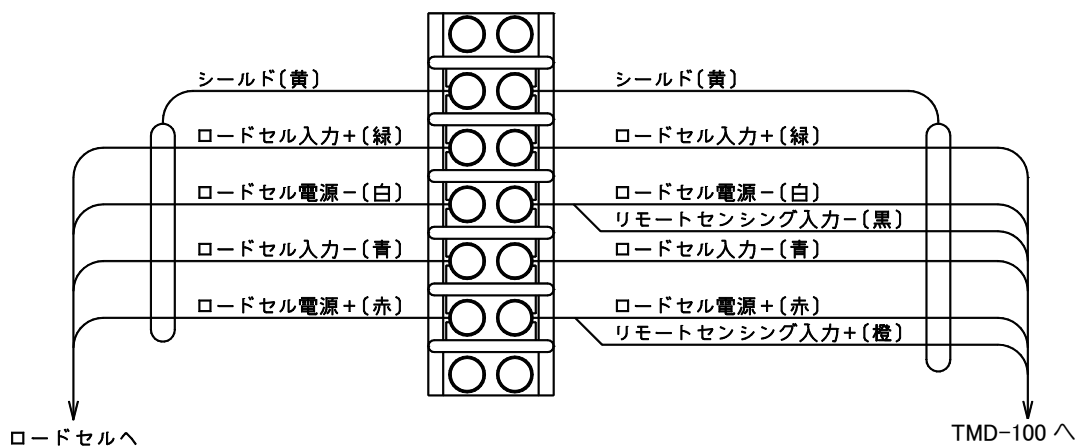 シールド(黄)
ロードセル入力+(緑)
ロードセル電源-(白)
ロードセル入力-(青)
ロードセル電源+(赤)
ロードセルへ
シールド(黄)
ロードセル入力+(緑)
ロードセル電源-(白)
リモートセンシング入力-(黒)
ロードセル入力-(青)
ロードセル電源+(赤)
リモートセンシング入力+(橙)
TMD-100 へ